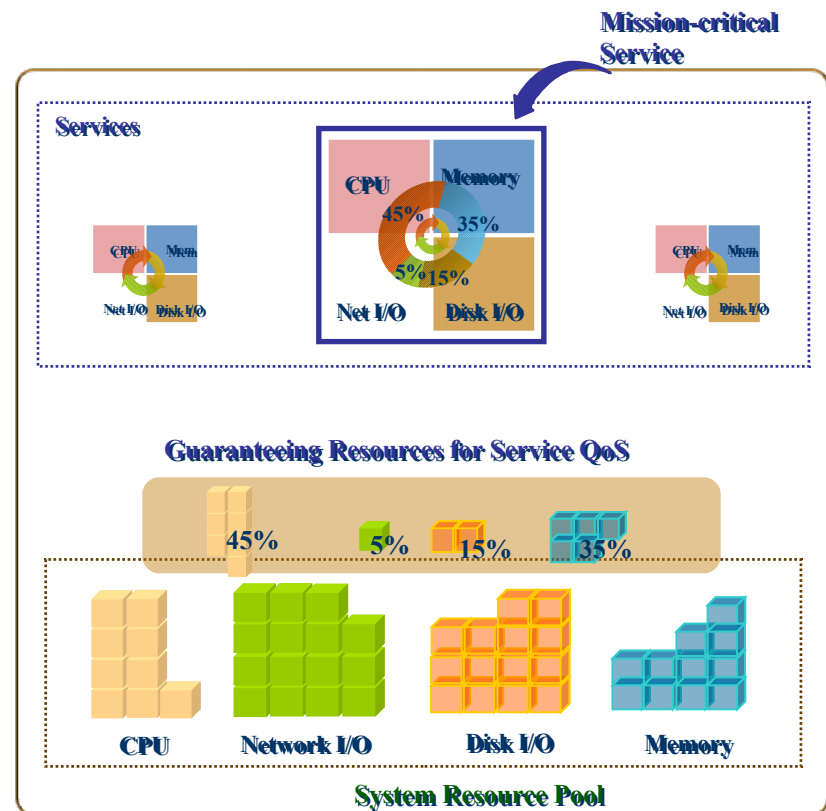 Mission-critical
Service
Services
CPU
Memory
45%
35%
5%
15%
Net I/O
Disk I/O
CPU
Mem
Net I/O
Disk I/O
CPU
Mem
Net I/O
Disk I/O
Guaranteeing Resources for Service QoS
45%
5%
15%
35%
CPU
Network I/O
Disk I/O
Memory
System Resource Pool